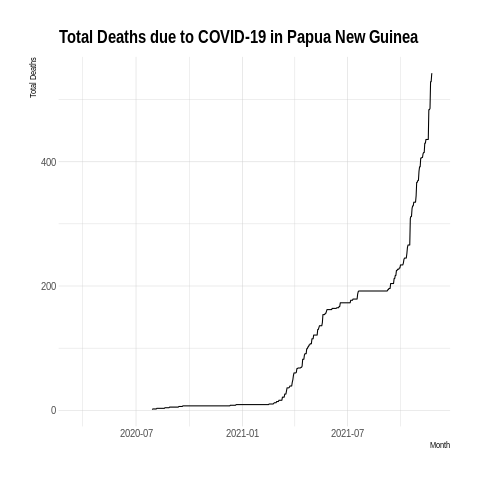 Total Deaths due to COVID-19 in Papua New Guinea
Total Deaths
400
200
0
2020-07
2021-01
2021-07
Month